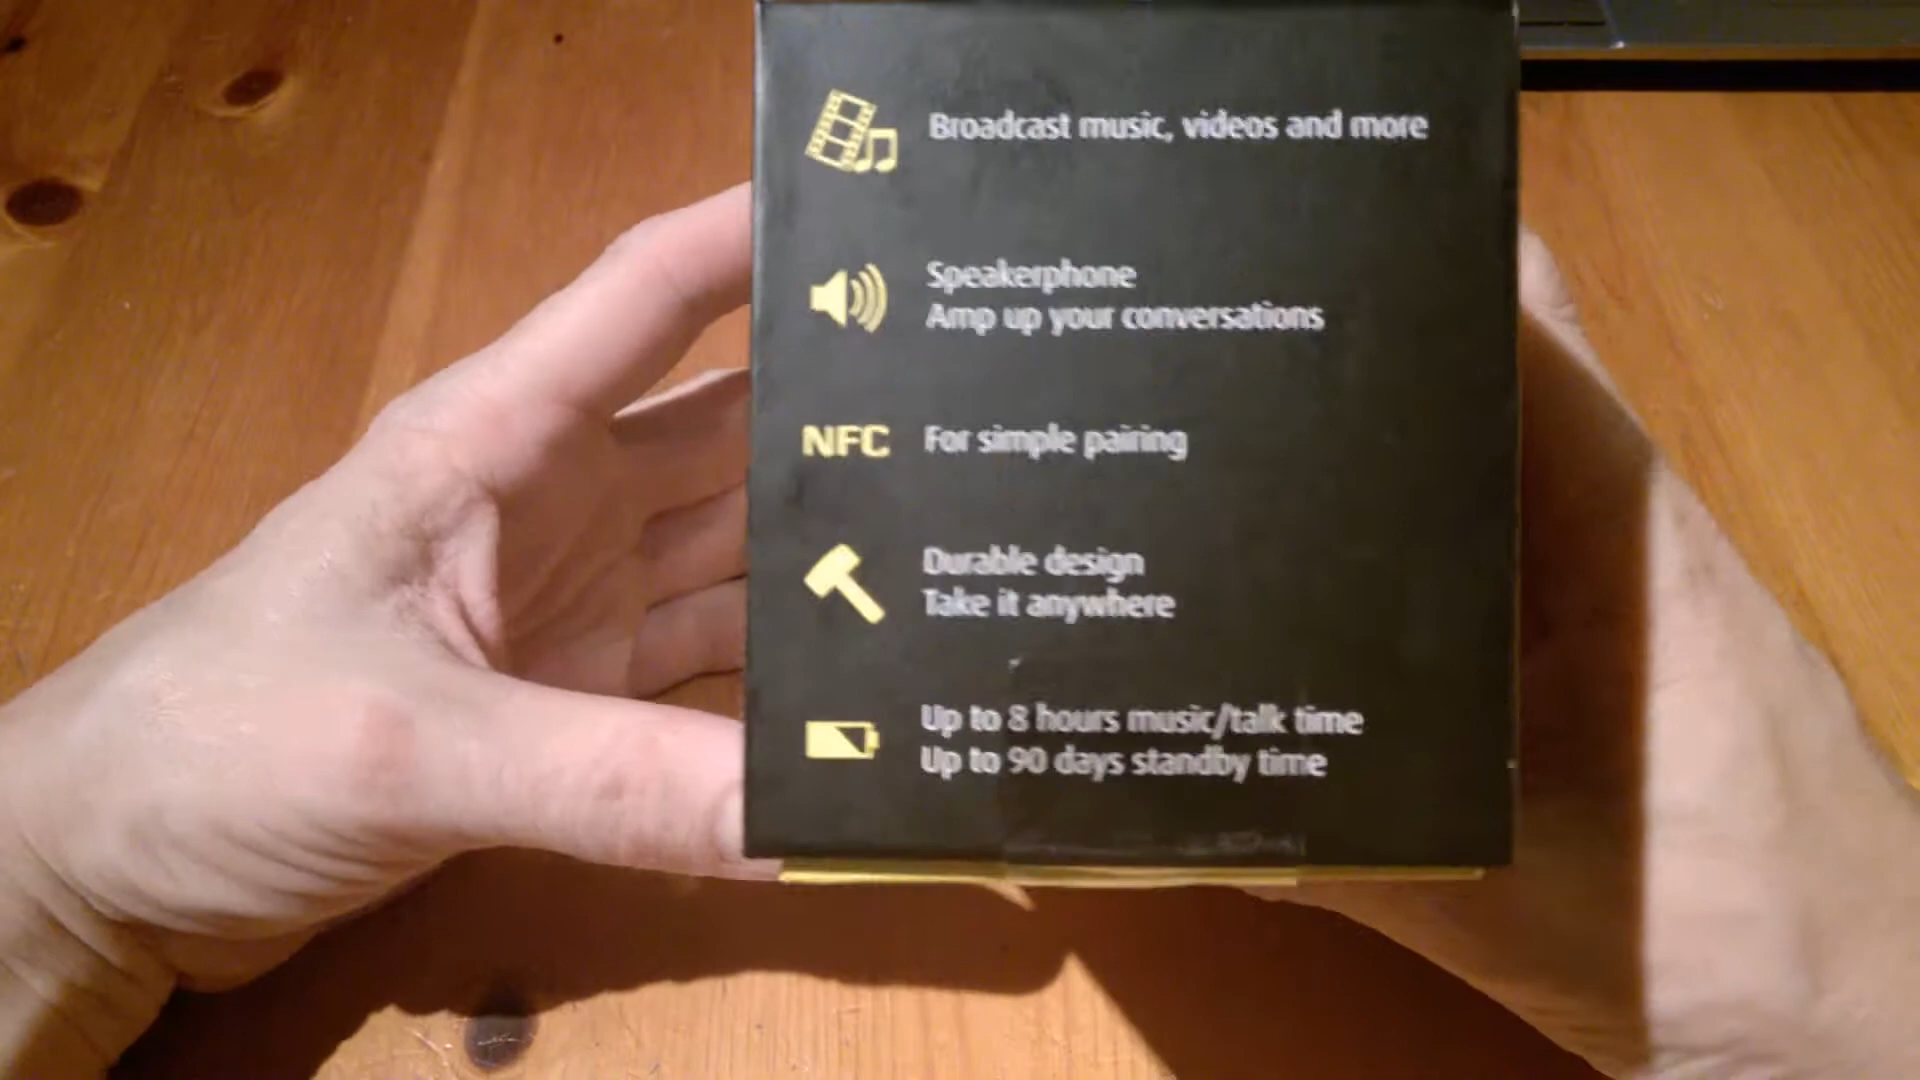 Broadcast music, videos and more
Speakerphone
Amp up your conversations
NFC For simple pairing
Durable design
Take it anywhere
Up to 8 hours music/talk time
Up to 90 days standby time